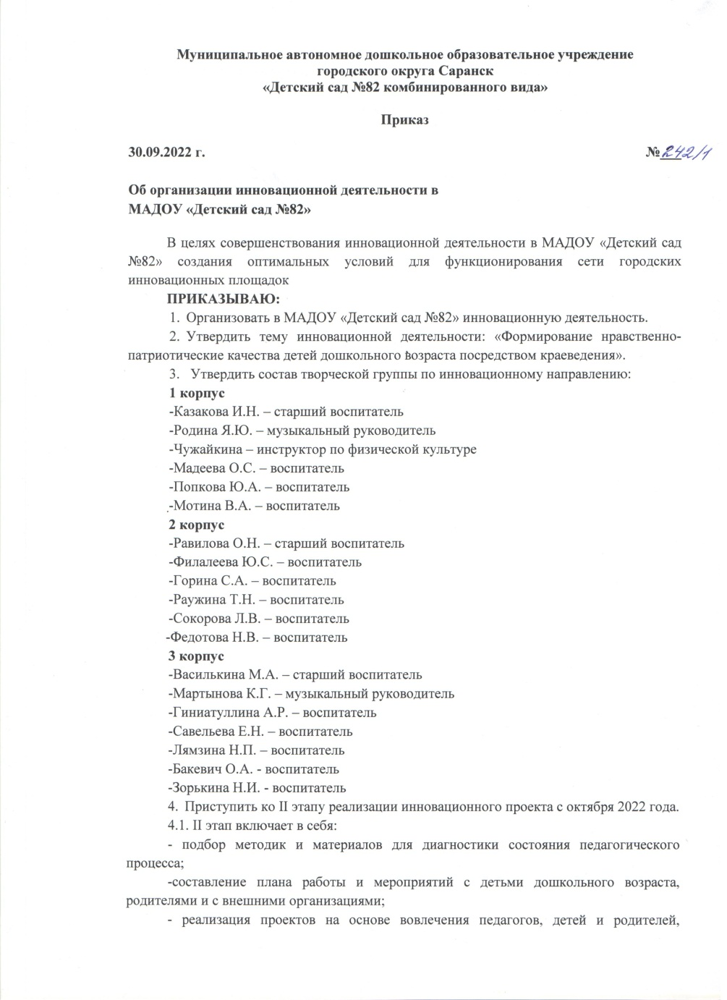 Муниципальное автономное дошкольное образовательное учреждение
городского округа Саранск
«Детский сад №82 комбинированного вида»
Приказ
30.09.2022 г. №242/1
Об организации инновационной деятельности в
МАДОУ «Детский сад №82»
В целях совершенствования инновационной деятельности в МАДОУ «Детский сад
№82» создания оптимальных условий для функционирования сети городских
инновационных площадок
ПРИКАЗЫВАЮ:
1. Организовать в МАДОУ «Детский сад №82» инновационную деятельность.
2. Утвердить тему инновационной деятельности: «Формирование нравственно-
патриотические качества детей дошкольного возраста посредством краеведения».
3. Утвердить состав творческой группы по инновационному направлению:
1 корпус
-Казакова И.Н. – старший воспитатель
-Родина Я.Ю. – музыкальный руководитель
-Чужайкина – инструктор по физической культуре
-Мадеева О.С. – воспитатель
-Попкова Ю.А. – воспитатель
-Мотина В.А. – воспитатель
2 корпус
-Равилова О.Н. – старший воспитатель
-Филалеева Ю.С. – воспитатель
-Горина С.А. – воспитатель
-Раужина Т.Н. – воспитатель
-Сокорова Л.В. – воспитатель
-Федотова Н.В. – воспитатель
3 корпус
-Василькина М.А. – старший воспитатель
-Мартынова К.Г. – музыкальный руководитель
-Гиниатуллина А.Р. – воспитатель
-Савельева Е.Н. – воспитатель
-Лямзина Н.П. – воспитатель
-Бакевич О.А. - воспитатель
-Зорькина Н.И. - воспитатель
4. Приступить ко II этапу реализации инновационного проекта с октября 2022 года.
4.1. II этап включает в себя:
- подбор методик и материалов для диагностики состояния педагогического
процесса;
-составление плана работы и мероприятий с детьми дошкольного возраста,
родителями и с внешними организациями;
- реализация проектов на основе вовлечения педагогов, детей и родителей,